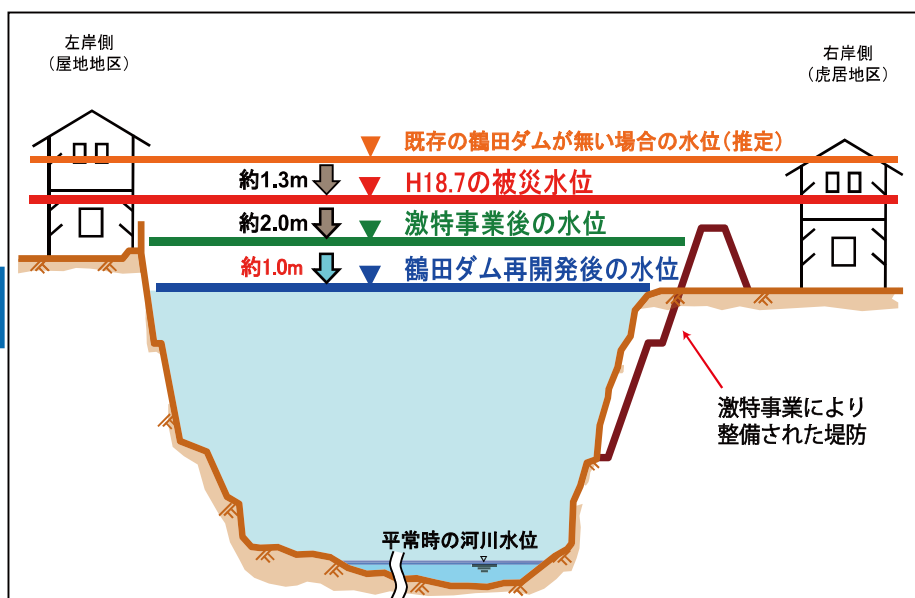 左岸側
（屋地地区）
右岸側
（虎居地区）
既存の鶴田ダムが無い場合の水位（推定）
約1.3m
H18.7の被災水位
約2.0m
激特事業後の水位
約1.0m
鶴田ダム再開発後の水位
激特事業により
整備された堤防
平常時の河川水位